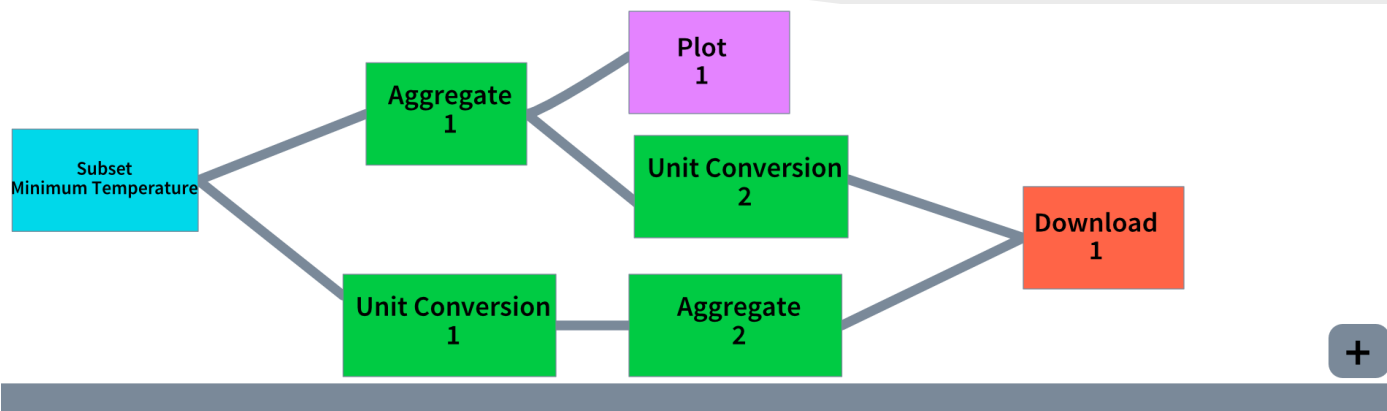 Subset
Minimum Temperature
Aggregate
1
Plot
1
Unit Conversion
2
Unit Conversion
1
Aggregate
2
Download
1
+